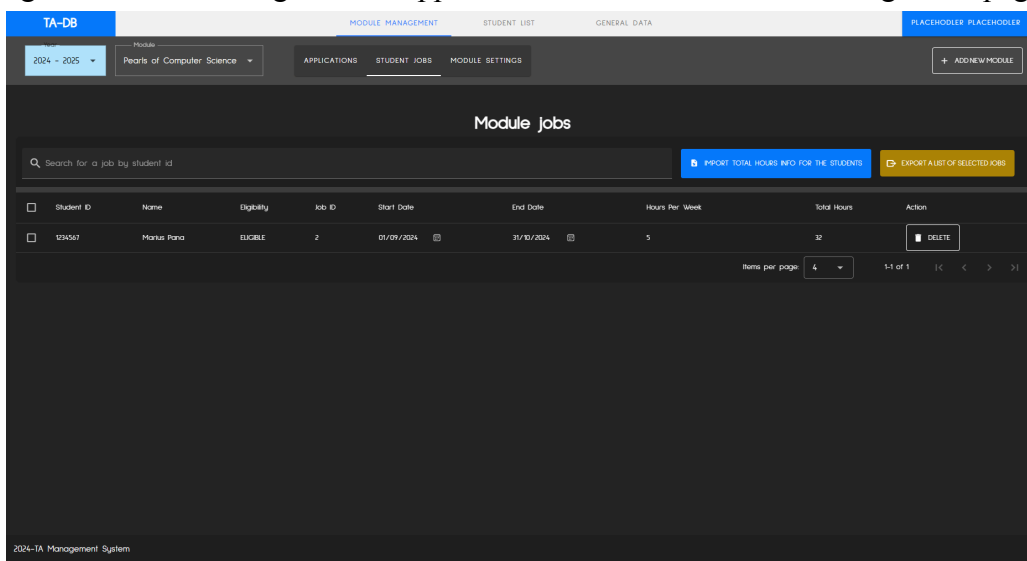 TA-DB MODULE MANAGEMENT STUDENT LIST GENERAL DATA PLACEHODLER PLACEHODLER
Year Module
2024 - 2025 Pearls of Computer Science APPLICATIONS STUDENT JOBS MODULE SETTINGS + ADD NEW MODULE
Module jobs
Search for a job by student id IMPORT TOTAL HOURS INFO FOR THE STUDENTS EXPORT A LIST OF SELECTED JOBS
Student ID Name Eligibility Job ID Start Date End Date Hours Per Week Total Hours Action
1234567 Marius Pana ELIGIBLE 2 01/09/2024 31/10/2024 5 32 DELETE
Items per page: 4 1-1 of 1
2024-TA Management System